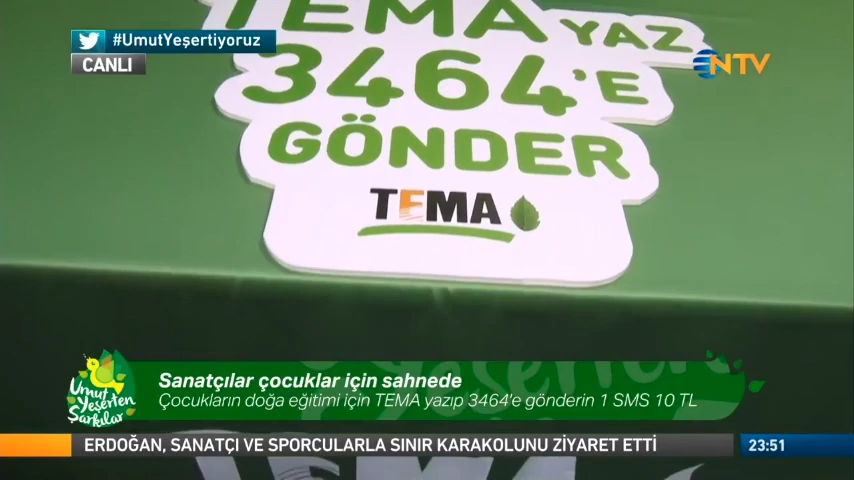 #UmutYeşertiyoruz
CANLI
NTV
TEMA YAZ
3464'E
GÖNDER
TEMA
Umut
Yeşerten
Şarkılar
Sanatçılar çocuklar için sahnede
Çocukların doğa eğitimi için TEMA yazıp 3464'e gönderin 1 SMS 10 TL
ERDOĞAN, SANATÇI VE SPORCULARLA SINIR KARAKOLUNU ZİYARET ETTİ
23:51